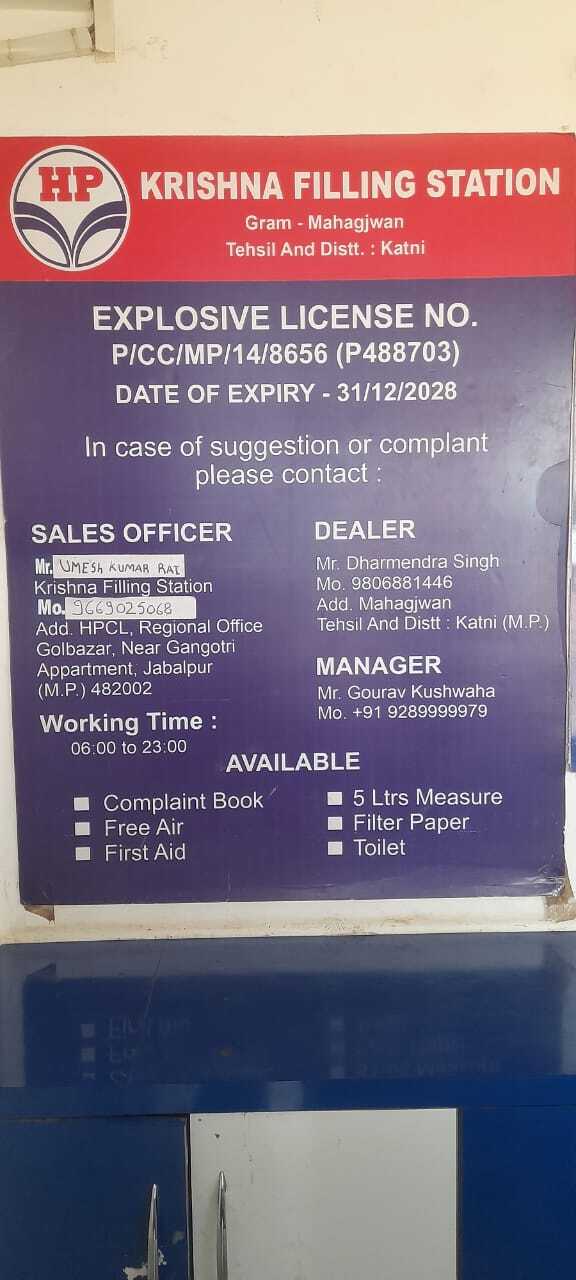 HP
KRISHNA FILLING STATION
Gram - Mahagjwan
Tehsil And Distt. : Katni
EXPLOSIVE LICENSE NO.
P/CC/MP/14/8656 (P488703)
DATE OF EXPIRY - 31/12/2028
In case of suggestion or complant
please contact :
SALES OFFICER
Mr. UMESH KUMAR RAI
Krishna Filling Station
Mo. 9669025068
Add. HPCL, Regional Office
Golbazar, Near Gangotri
Appartment, Jabalpur
(M.P.) 482002
Working Time :
06:00 to 23:00
DEALER
Mr. Dharmendra Singh
Mo. 9806881446
Add. Mahagjwan
Tehsil And Distt : Katni (M.P.)
MANAGER
Mr. Gourav Kushwaha
Mo. +91 9289999979
AVAILABLE
Complaint Book
Free Air
First Aid
5 Ltrs Measure
Filter Paper
Toilet